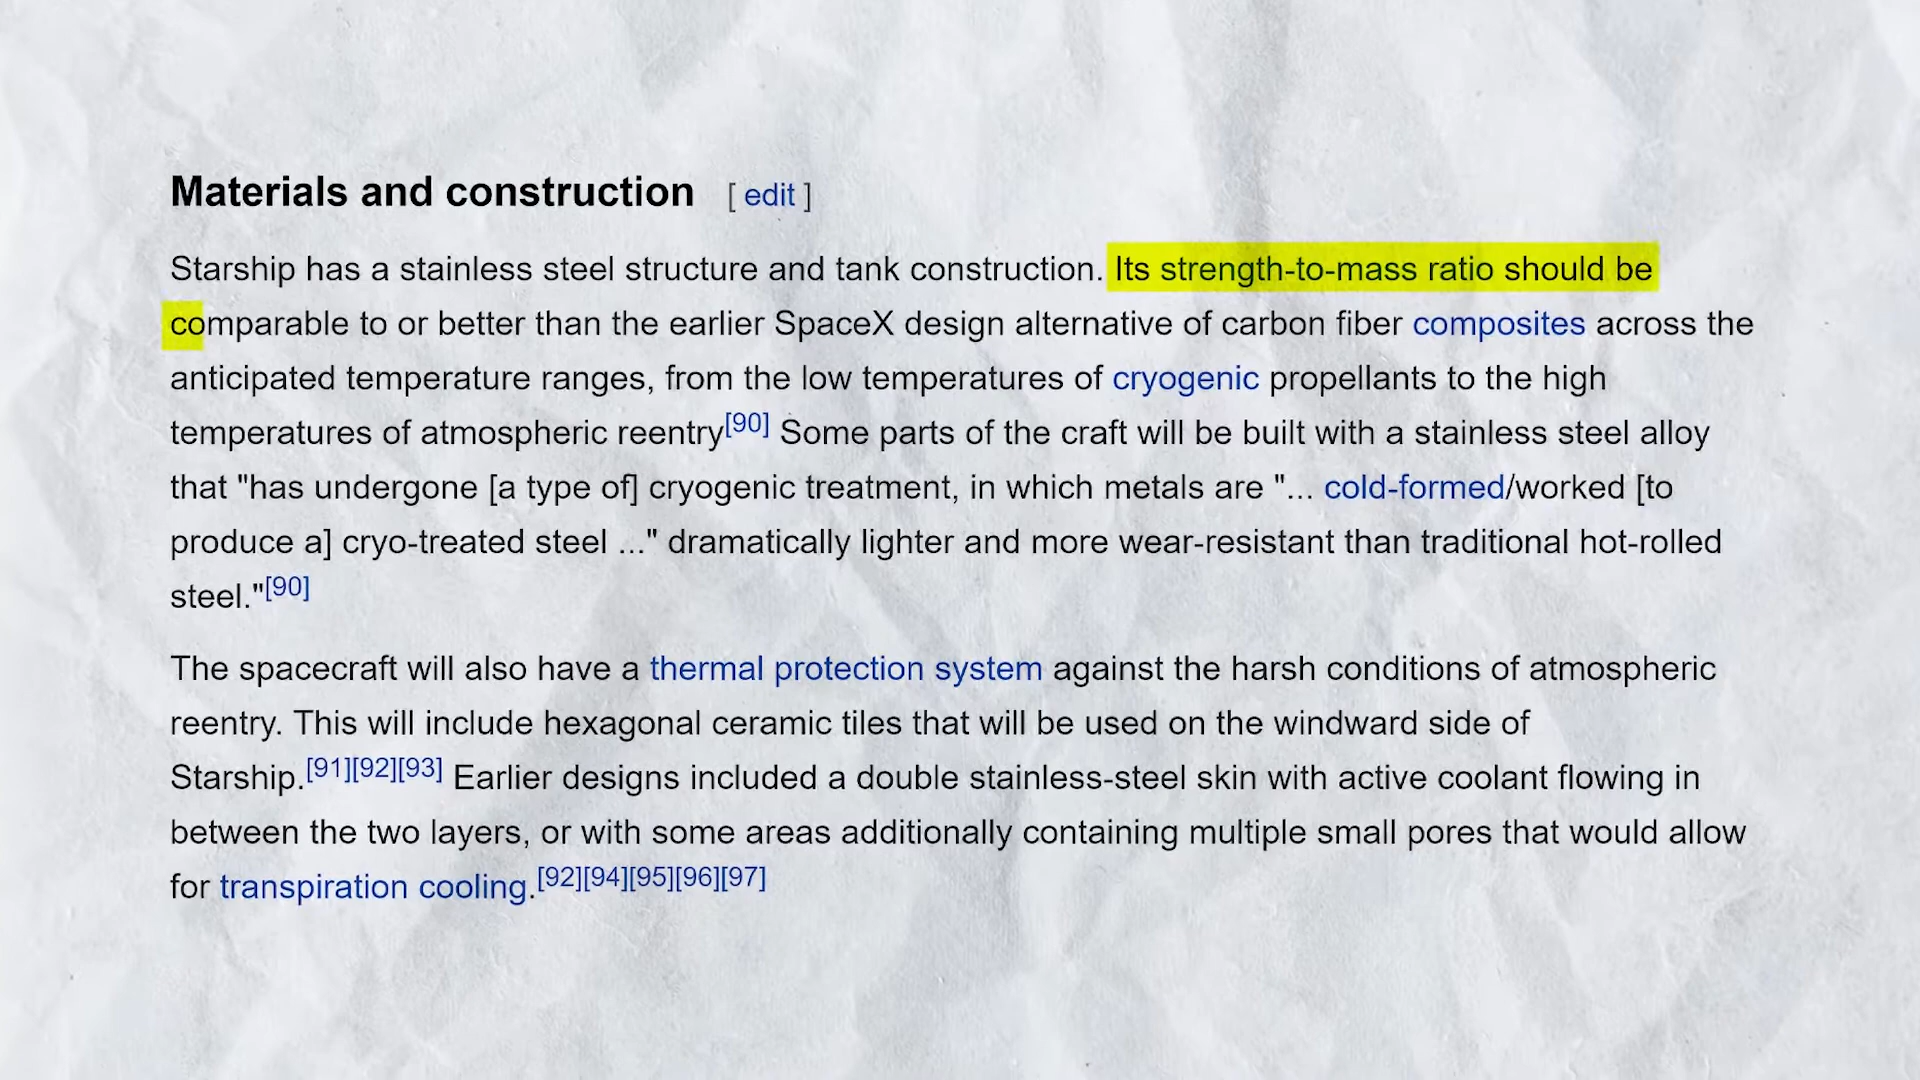 Materials and construction [ edit ]
Starship has a stainless steel structure and tank construction. Its strength-to-mass ratio should be
comparable to or better than the earlier SpaceX design alternative of carbon fiber composites across the
anticipated temperature ranges, from the low temperatures of cryogenic propellants to the high
temperatures of atmospheric reentry[90] Some parts of the craft will be built with a stainless steel alloy
that "has undergone [a type of] cryogenic treatment, in which metals are "... cold-formed/worked [to
produce a] cryo-treated steel ..." dramatically lighter and more wear-resistant than traditional hot-rolled
steel."[90]
The spacecraft will also have a thermal protection system against the harsh conditions of atmospheric
reentry. This will include hexagonal ceramic tiles that will be used on the windward side of
Starship.[91][92][93] Earlier designs included a double stainless-steel skin with active coolant flowing in
between the two layers, or with some areas additionally containing multiple small pores that would allow
for transpiration cooling.[92][94][95][96][97]